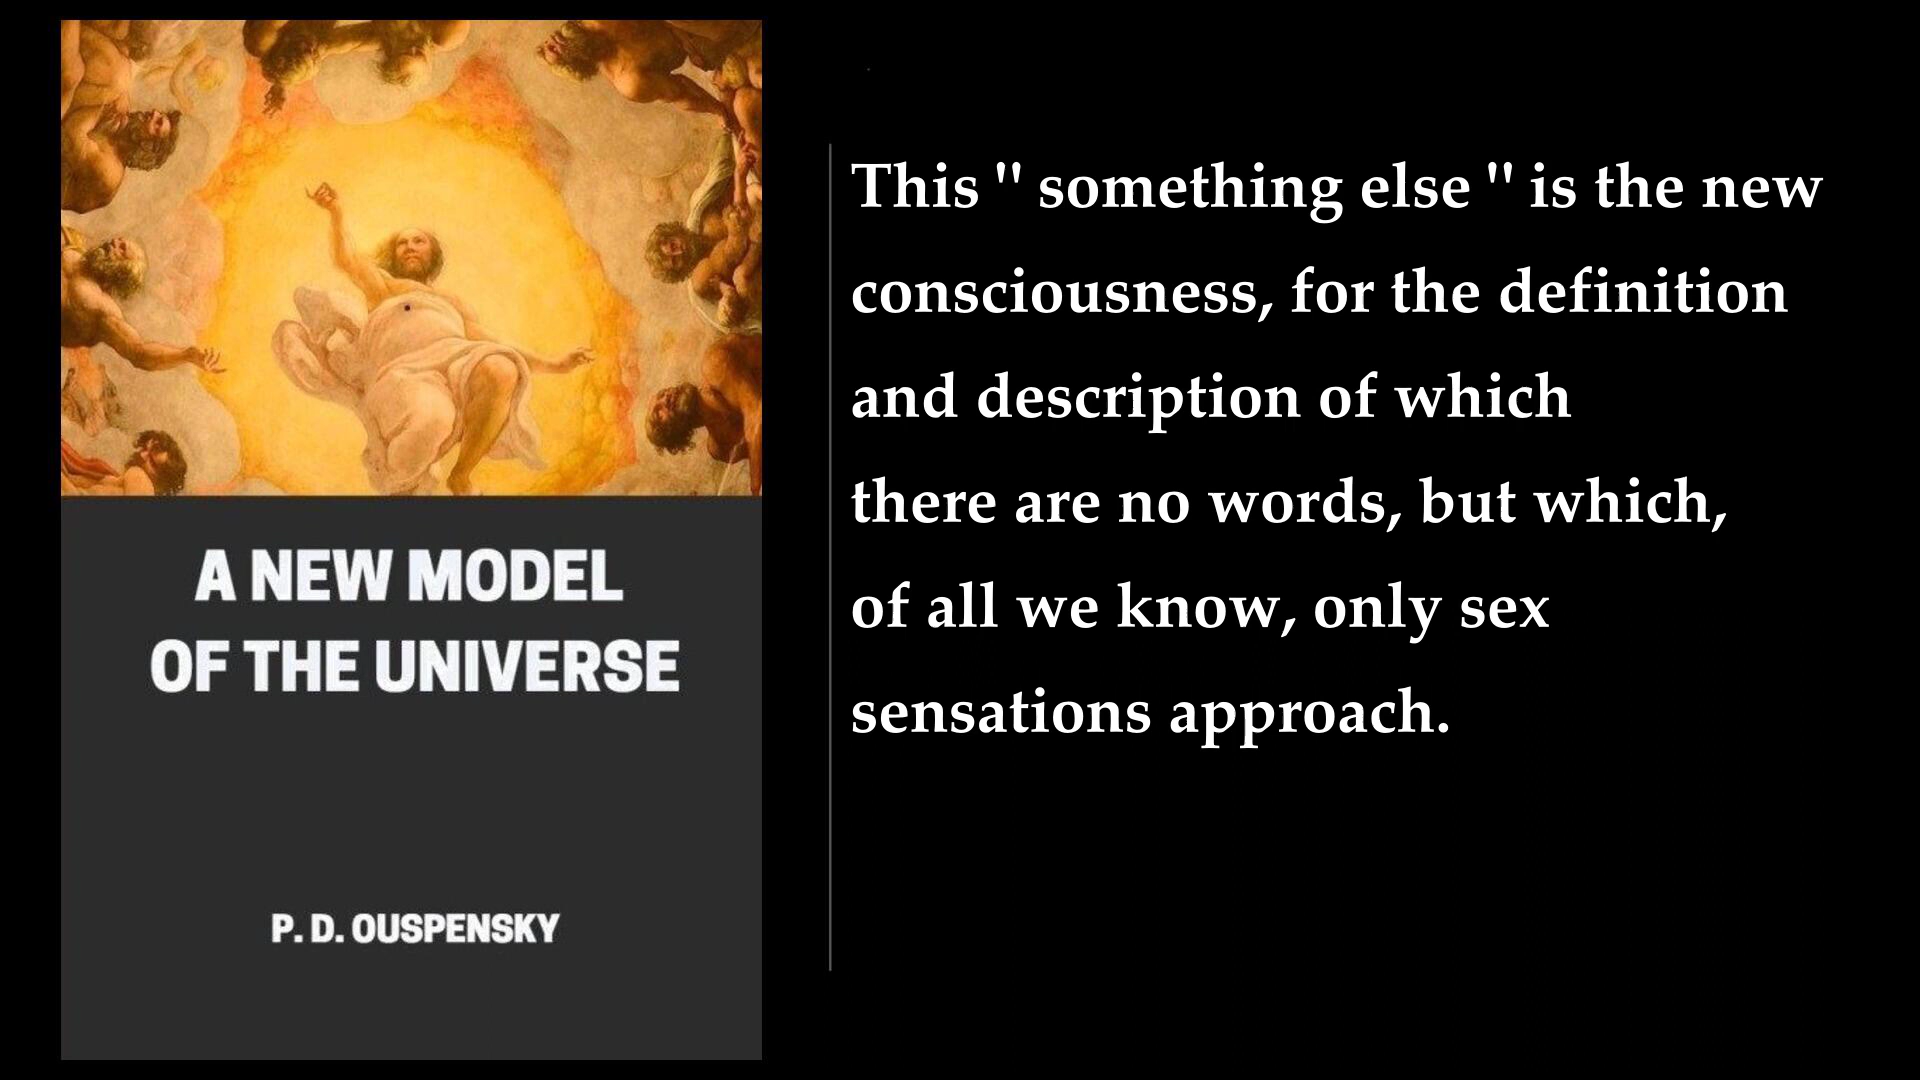 A NEW MODEL
OF THE UNIVERSE
P. D. OUSPENSKY
This " something else " is the new
consciousness, for the definition
and description of which
there are no words, but which,
of all we know, only sex
sensations approach.